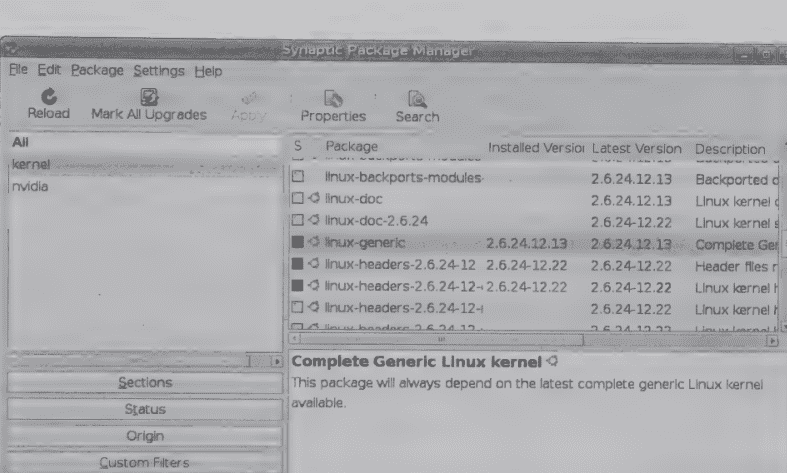 Synaptic Package Manager
File Edit Package Settings Help
Reload Mark All Upgrades Apply Properties Search
All
kernel
nvidia
S Package Installed Version Latest Version Description
linux-backports-modules- 2.6.24.12.13 Backported d
linux-doc 2.6.24.12.13 Linux kernel
linux-doc-2.6.24 2.6.24-12.22 Linux kernel s
linux-generic 2.6.24.12.13 2.6.24.12.13 Complete Ger
linux-headers-2.6.24-12 2.6.24-12.22 2.6.24-12.22 Header files r
linux-headers-2.6.24-12- 2.6.24-12.22 2.6.24-12.22 Linux kernel h
linux-headers-2.6.24-12- 2.6.24-12.22 Linux kernel h
Complete Generic Linux kernel
This package will always depend on the latest complete generic Linux kernel
available.
Sections
Status
Origin
Custom Filters